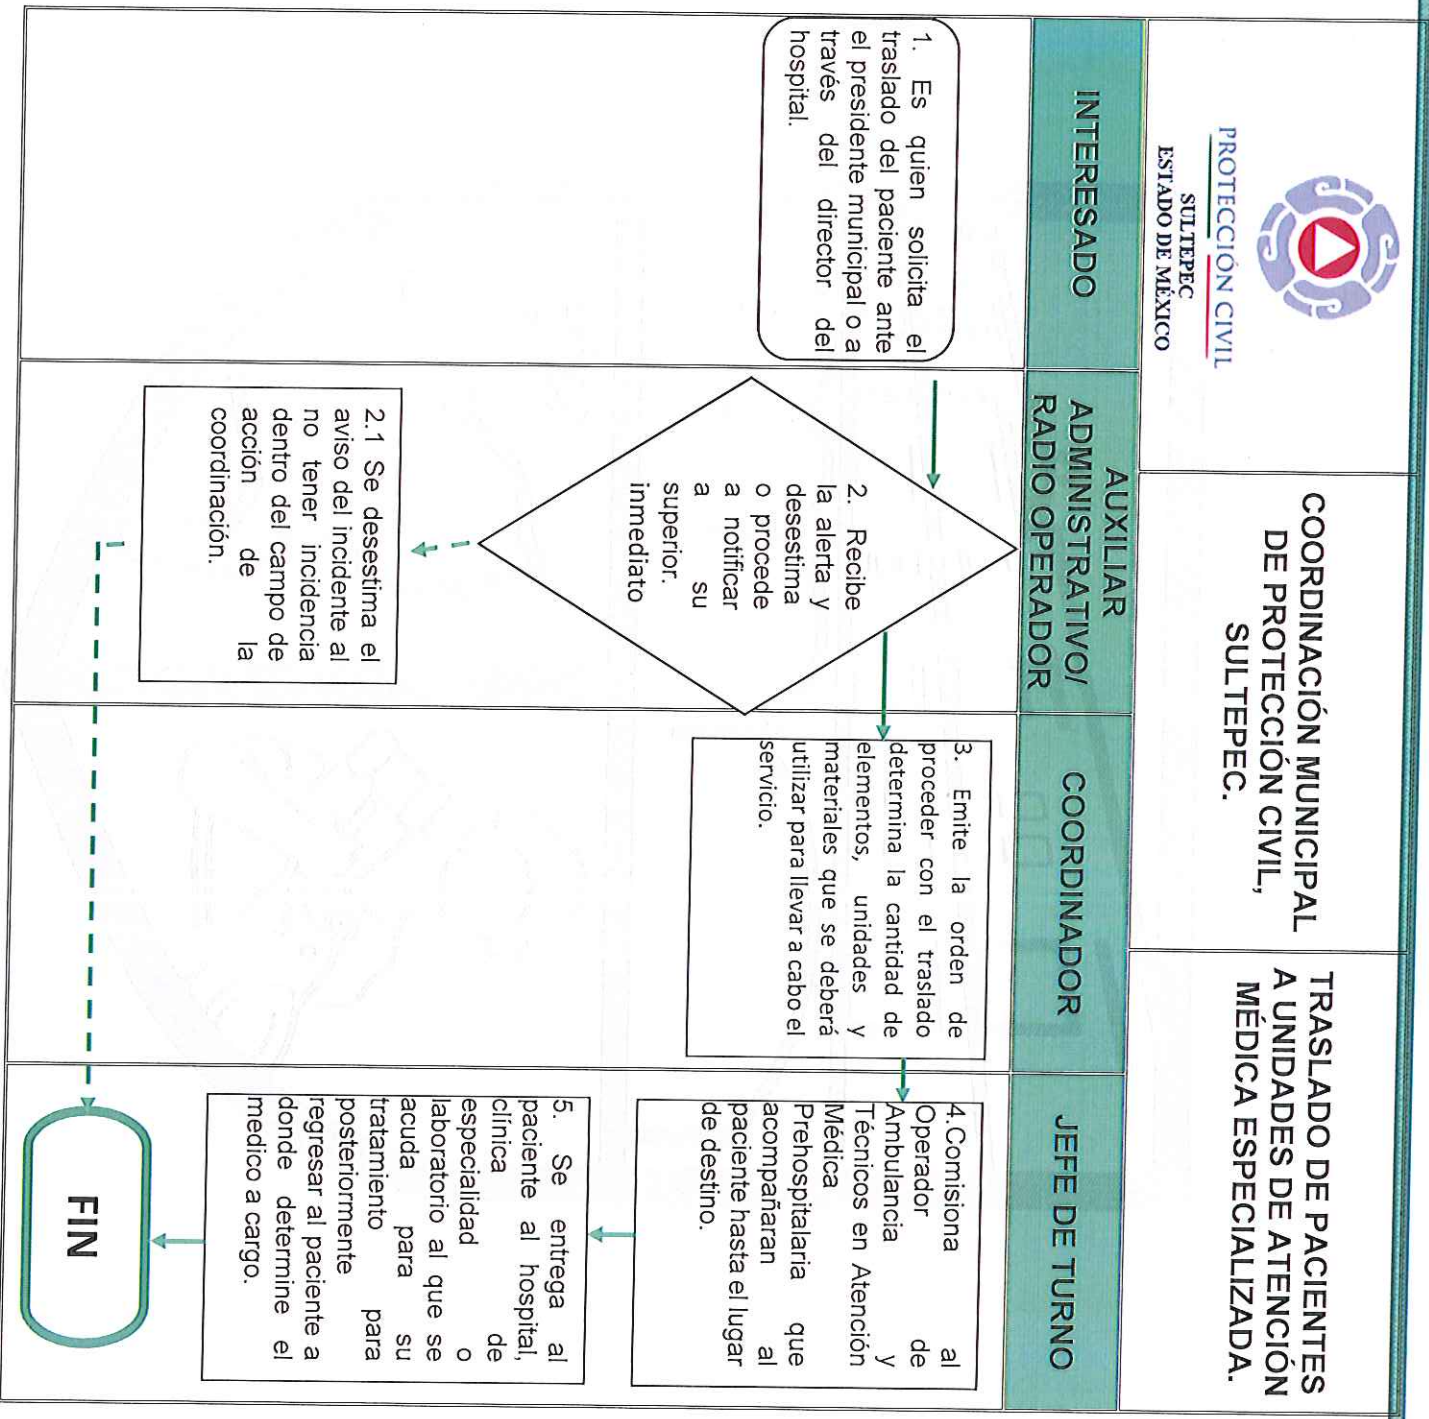 PROTECCIÓN CIVIL
SULTEPEC
ESTADO DE MÉXICO
COORDINACIÓN MUNICIPAL
DE PROTECCIÓN CIVIL,
SULTEPEC.
TRASLADO DE PACIENTES
A UNIDADES DE ATENCIÓN
MÉDICA ESPECIALIZADA.
INTERESADO
AUXILIAR
ADMINISTRATIVO/
RADIO OPERADOR
COORDINADOR
JEFE DE TURNO
1. Es quien solicita el
traslado del paciente ante
el presidente municipal o a
través del director del
hospital.
2. Recibe
la alerta y
desestima
o procede
a notificar
a su
superior.
inmediato
2.1 Se desestima el
aviso del incidente al
no tener incidencia
dentro del campo de
acción de la
coordinación.
3. Emite la orden de
proceder con el traslado
determina la cantidad de
elementos, unidades y
materiales que se deberá
utilizar para llevar a cabo el
servicio.
4.Comisiona al
Operador de
Ambulancia y
Técnicos en Atención
Médica
Prehospitalaria que
acompañaran al
paciente hasta el lugar
de destino.
5. Se entrega al
paciente al hospital,
clínica de
especialidad o
laboratorio al que se
acuda para su
tratamiento para
posteriormente
regresar al paciente a
donde determine el
medico a cargo.
FIN